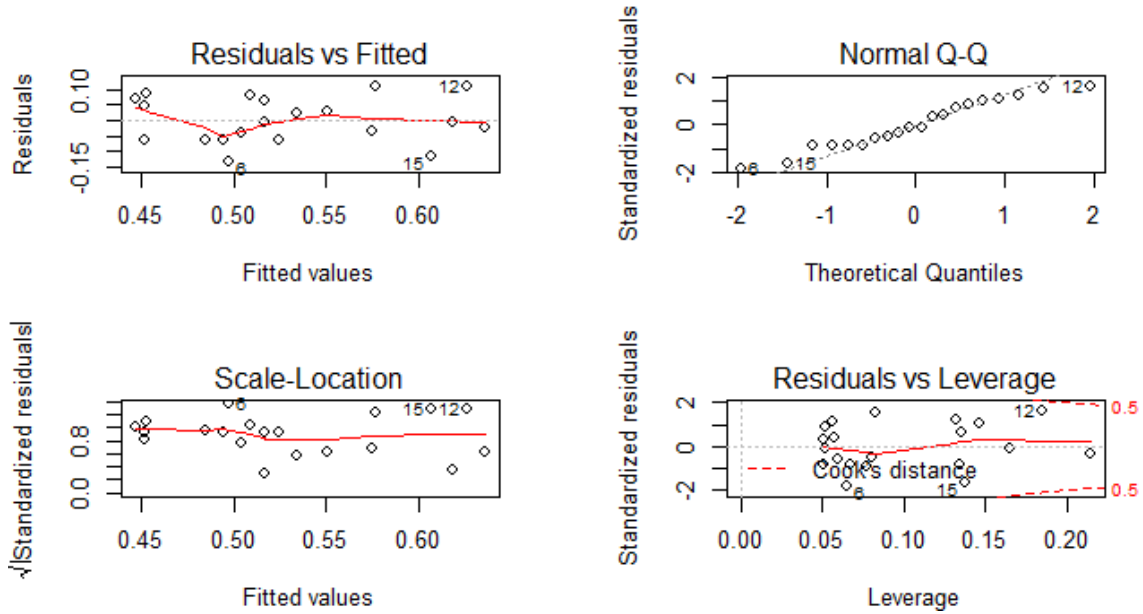 Residuals vs Fitted
Residuals
0.10
-0.15
12
6
15
0.45 0.50 0.55 0.60
Fitted values
Normal Q-Q
Standardized residuals
2
0
-2
6
15
12
-2 -1 0 1 2
Theoretical Quantiles
Scale-Location
√|Standardized residuals|
0.8
0.0
6
15 12
0.45 0.50 0.55 0.60
Fitted values
Residuals vs Leverage
Standardized residuals
2
0
-2
12
0.5
Cook's distance
6
15
0.5
0.00 0.05 0.10 0.15 0.20
Leverage